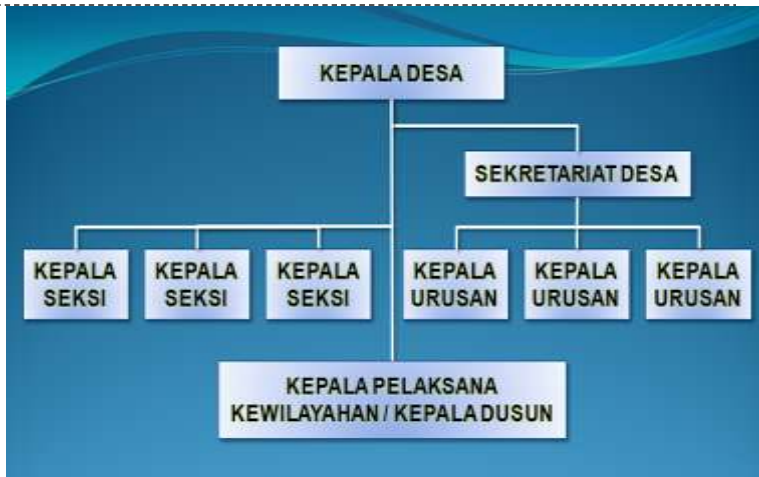 KEPALA DESA
SEKRETARIAT DESA
KEPALA
SEKSI
KEPALA
SEKSI
KEPALA
SEKSI
KEPALA
URUSAN
KEPALA
URUSAN
KEPALA
URUSAN
KEPALA PELAKSANA
KEWILAYAHAN / KEPALA DUSUN